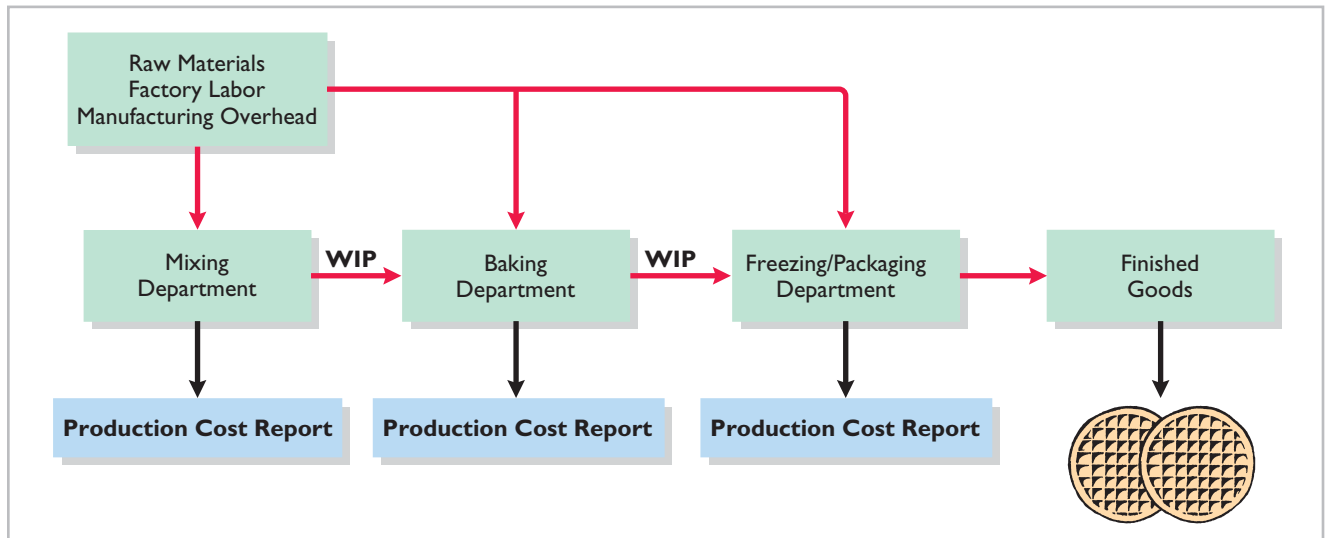 Raw Materials
Factory Labor
Manufacturing Overhead
Mixing
Department
WIP
Baking
Department
WIP
Freezing/Packaging
Department
Finished
Goods
Production Cost Report
Production Cost Report
Production Cost Report